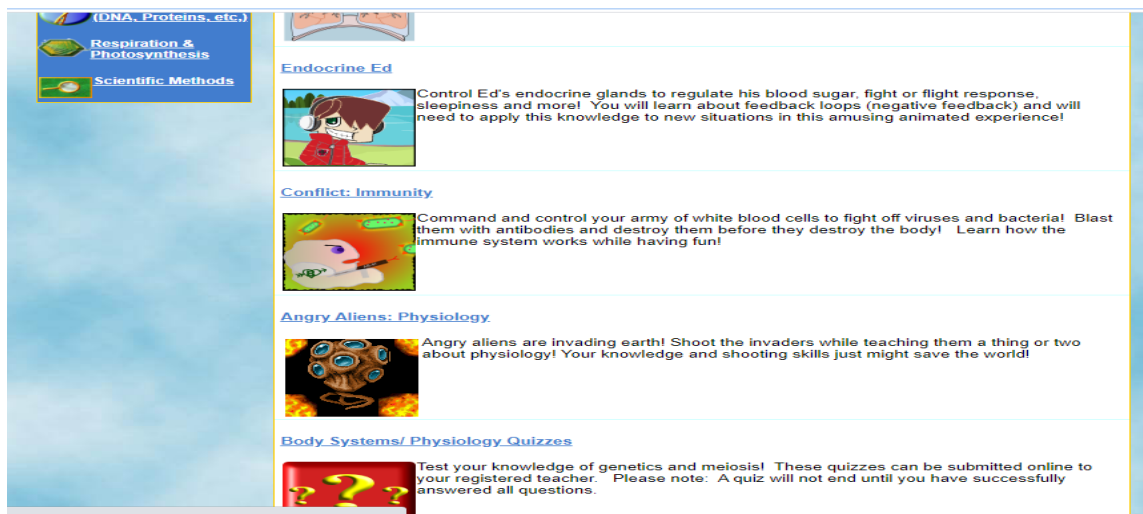 (DNA, Proteins, etc,)
Respiration &
Photosynthesis
Scientific Methods
Endocrine Ed
Control Ed's endocrine glands to regulate his blood sugar, fight or flight response,
sleepiness and more!  You will learn about feedback loops (negative feedback) and will
need to apply this knowledge to new situations in this amusing animated experience!
Conflict: Immunity
Command and control your army of white blood cells to fight off viruses and bacteria!  Blast
them with antibodies and destroy them before they destroy the body!   Learn how the
immune system works while having fun!
Angry Aliens: Physiology
Angry aliens are invading earth! Shoot the invaders while teaching them a thing or two
about physiology! Your knowledge and shooting skills just might save the world!
Body Systems/ Physiology Quizzes
Test your knowledge of genetics and meiosis!  These quizzes can be submitted online to
your registered teacher.   Please note:  A quiz will not end until you have successfully
answered all questions.
? ? ?